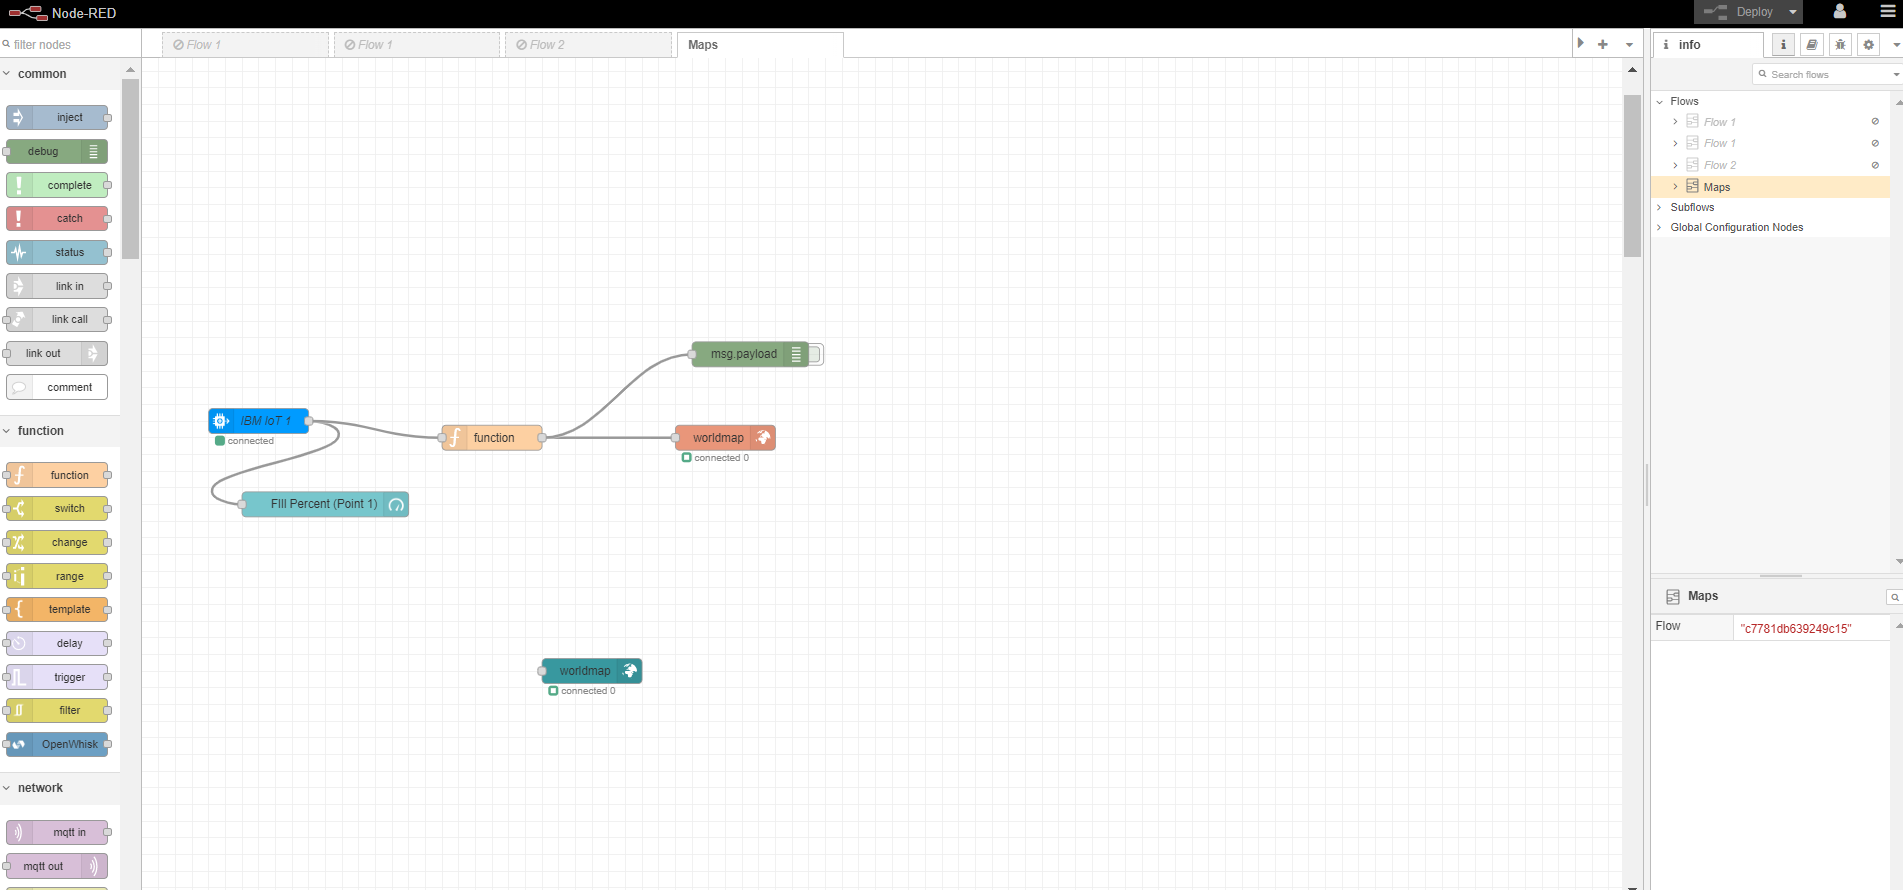 Node-RED
Deploy
filter nodes
Flow 1
Flow 1
Flow 2
Maps
info
Search flows
common
inject
debug
complete
catch
status
link in
link call
link out
comment
function
function
switch
change
range
template
delay
trigger
filter
OpenWhisk
network
mqtt in
mqtt out
IBM IoT 1
connected
FIll Percent (Point 1)
function
msg.payload
worldmap
connected 0
worldmap
connected 0
Flows
Flow 1
Flow 1
Flow 2
Maps
Subflows
Global Configuration Nodes
Maps
Flow
"c7781db639249c15"